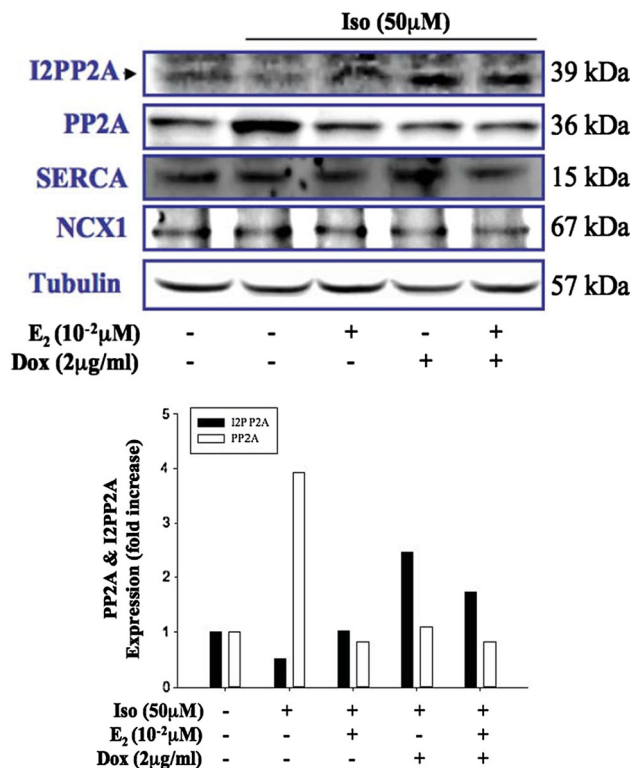 Iso (50μM)
I2PP2A 39 kDa
PP2A 36 kDa
SERCA 15 kDa
NCX1 67 kDa
Tubulin 57 kDa
E2 (10-2μM) - - + - +
Dox (2μg/ml) - - - + +
5
I2PP2A
PP2A
4
3
2
1
0
PP2A & I2PP2A
Expression (fold increase)
Iso (50μM) - + + + +
E2 (10-2μM) - - + - +
Dox (2μg/ml) - - - + +